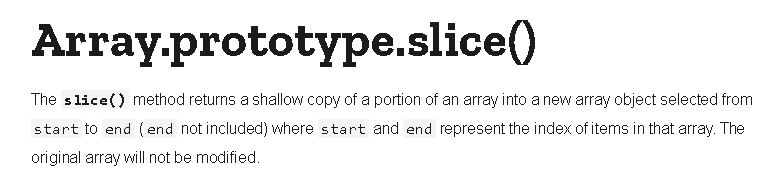 Array.prototype.slice()
The slice() method returns a shallow copy of a portion of an array into a new array object selected from
start to end (end not included) where start and end represent the index of items in that array. The
original array will not be modified.